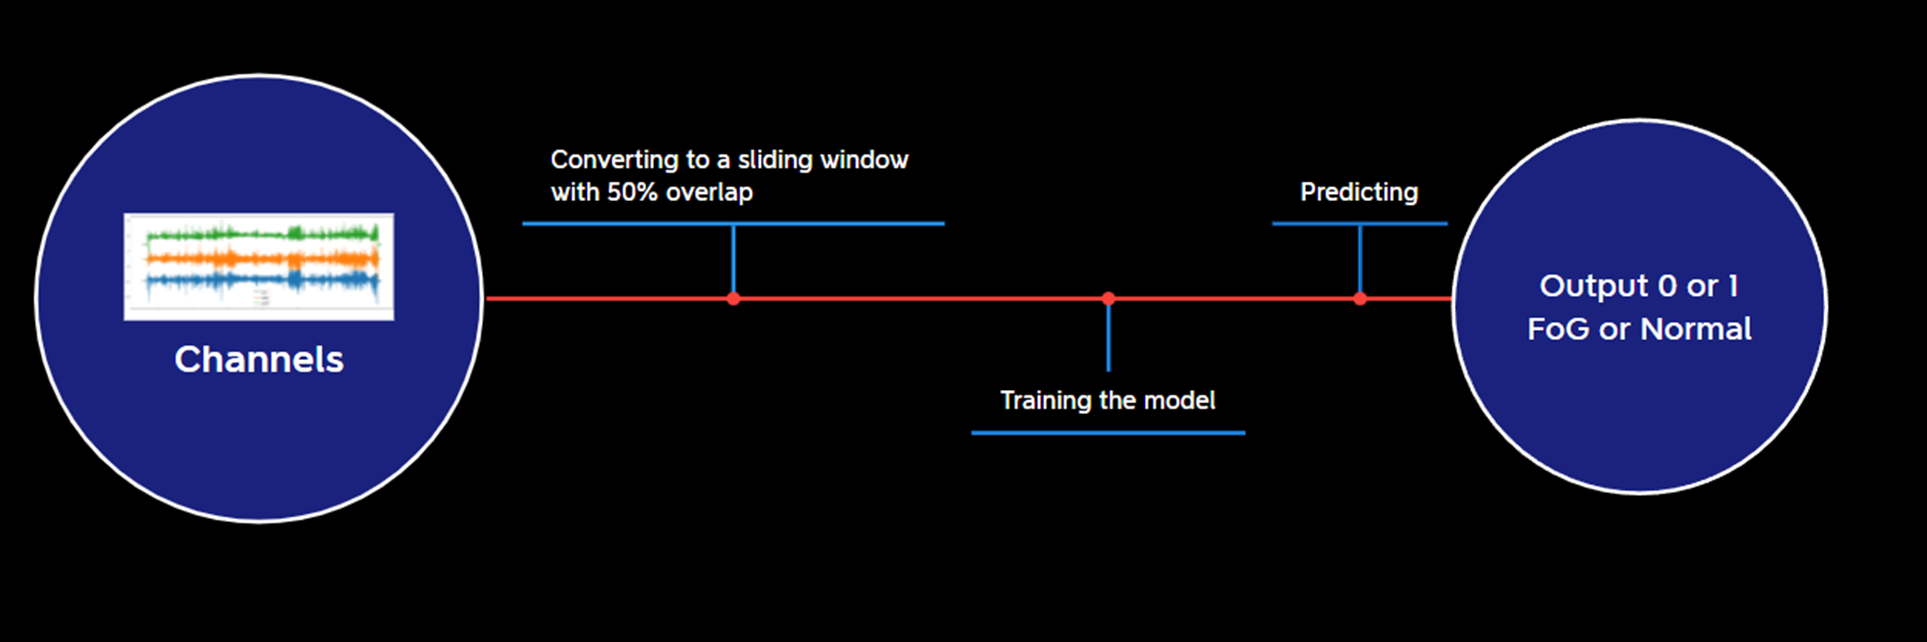 Channels
Converting to a sliding window
with 50% overlap
Training the model
Predicting
Output 0 or 1
FoG or Normal